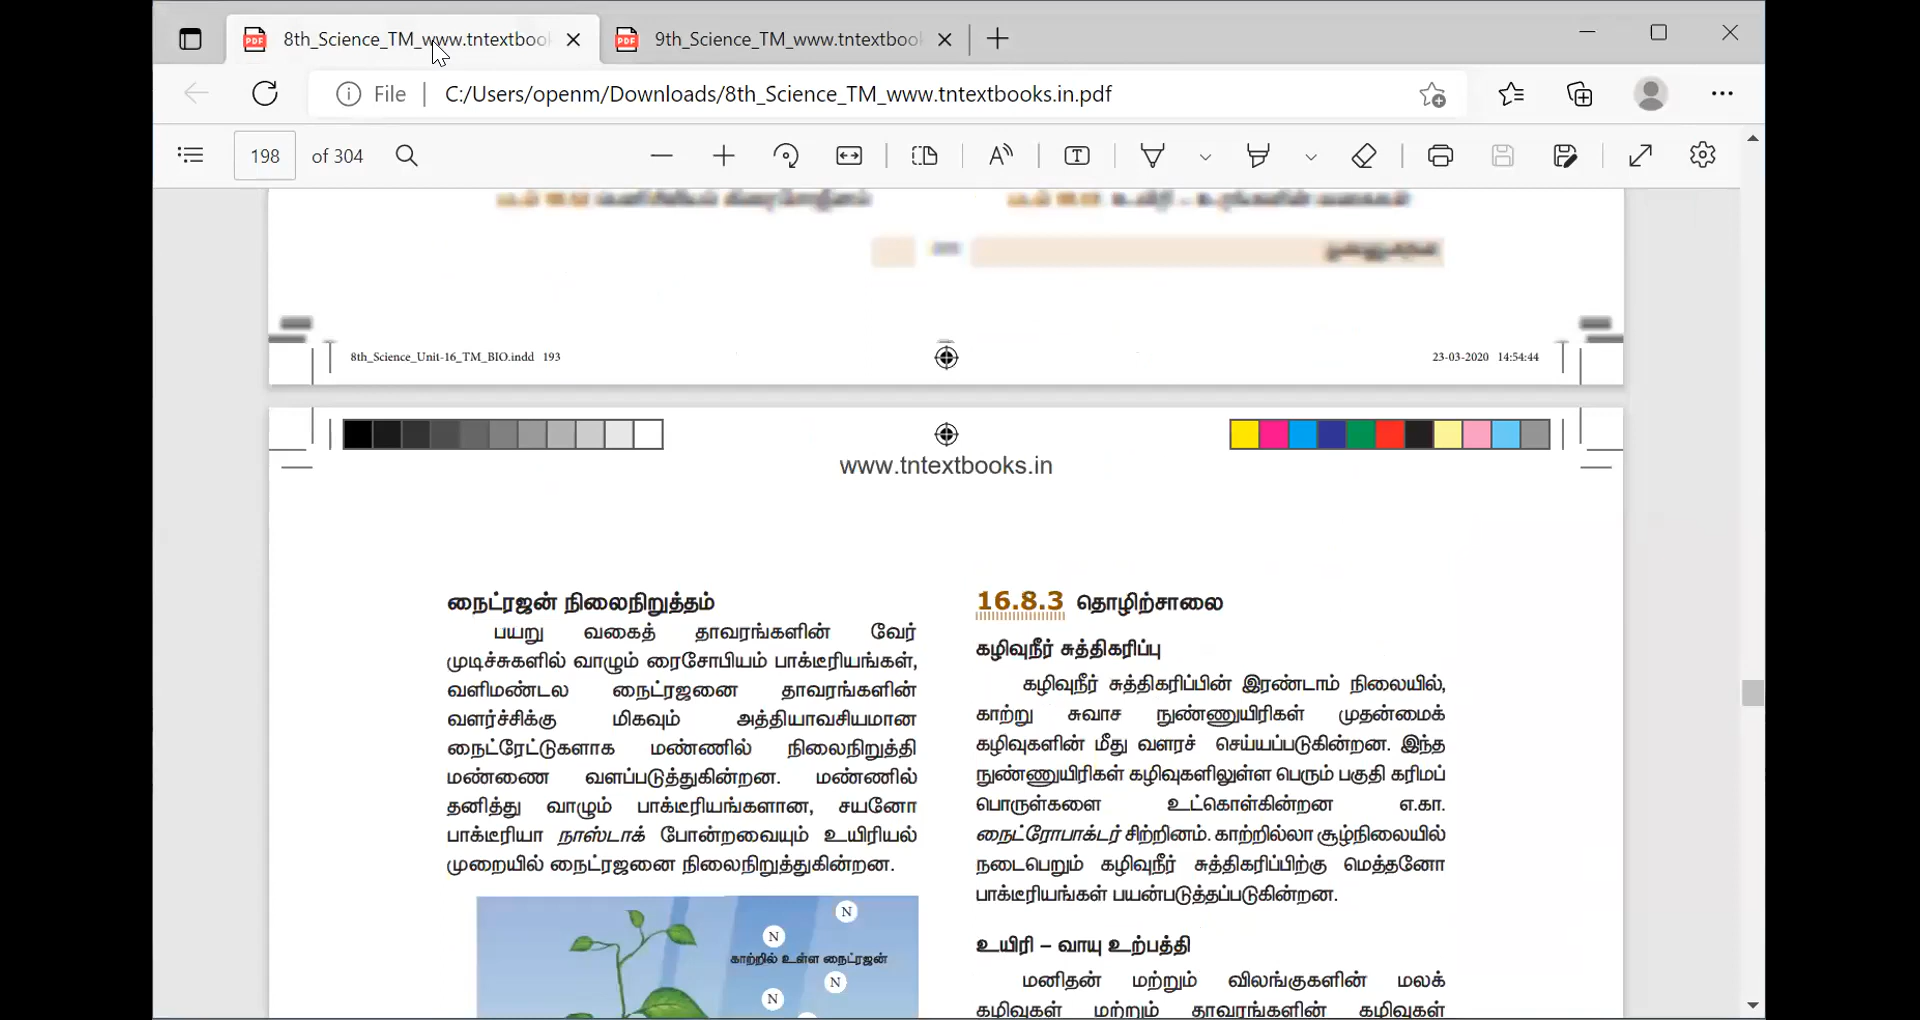 8th_Science_TM_www.tntextboo
9th_Science_TM_www.tntextboo
File C:/Users/openm/Downloads/8th_Science_TM_www.tntextbooks.in.pdf
198 of 304
8th_Science_Unit-16_TM_BIO.indd 193
23-03-2020 14:54:44
www.tntextbooks.in
நைட்ரஜன் நிலைநிறுத்தம்
பயறு வகைத் தாவரங்களின் வேர்
முடிச்சுகளில் வாழும் ரைசோபியம் பாக்டீரியங்கள்,
வளிமண்டல நைட்ரஜனை தாவரங்களின்
வளர்ச்சிக்கு மிகவும் அத்தியாவசியமான
நைட்ரேட்டுகளாக மண்ணில் நிலைநிறுத்தி
மண்ணை வளப்படுத்துகின்றன. மண்ணில்
தனித்து வாழும் பாக்டீரியங்களான, சயனோ
பாக்டீரியா நாஸ்டாக் போன்றவையும் உயிரியல்
முறையில் நைட்ரஜனை நிலைநிறுத்துகின்றன.
N
N
காற்றில் உள்ள நைட்ரஜன்
N
N
16.8.3 தொழிற்சாலை
கழிவுநீர் சுத்திகரிப்பு
கழிவுநீர் சுத்திகரிப்பின் இரண்டாம் நிலையில்,
காற்று சுவாச நுண்ணுயிரிகள் முதன்மைக்
கழிவுகளின் மீது வளரச் செய்யப்படுகின்றன. இந்த
நுண்ணுயிரிகள் கழிவுகளிலுள்ள பெரும் பகுதி கரிமப்
பொருள்களை உட்கொள்கின்றன எ.கா.
நைட்ரோபாக்டர் சிற்றினம். காற்றில்லா சூழ்நிலையில்
நடைபெறும் கழிவுநீர் சுத்திகரிப்பிற்கு மெத்தனோ
பாக்டீரியங்கள் பயன்படுத்தப்படுகின்றன.
உயிரி – வாயு உற்பத்தி
மனிதன் மற்றும் விலங்குகளின் மலக்
கழிவுகள் மற்றும் தாவரங்களின் கழிவுகள்